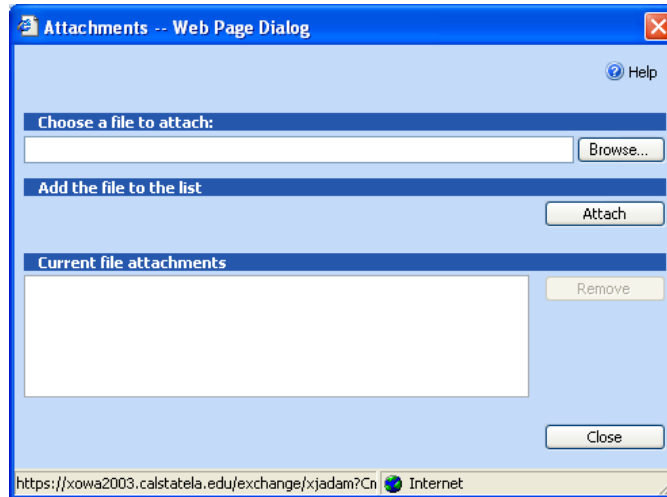 Attachments -- Web Page Dialog
Help
Choose a file to attach:
Browse...
Add the file to the list
Attach
Current file attachments
Remove
Close
https://xowa2003.calstatela.edu/exchange/xjadam?Cn Internet